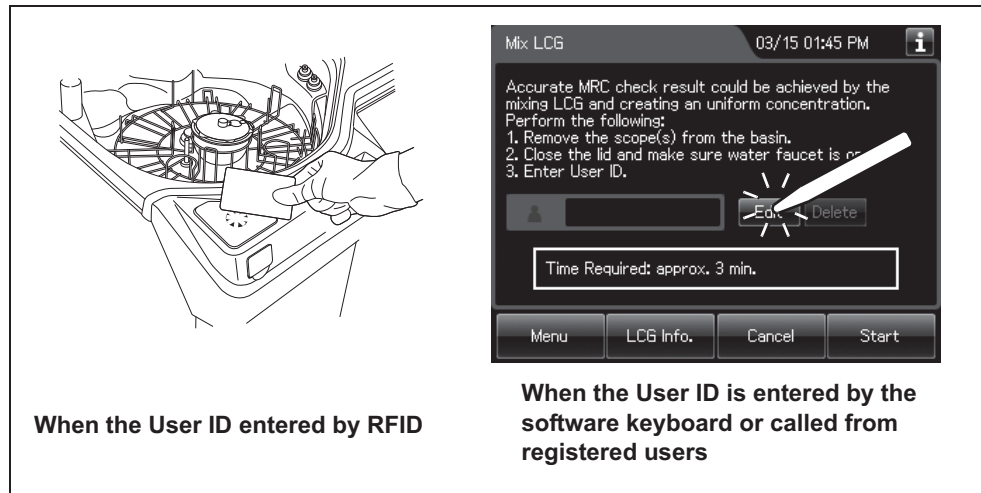 Mix LCG
03/15 01:45 PM
Accurate MRC check result could be achieved by the
mixing LCG and creating an uniform concentration.
Perform the following:
1. Remove the scope(s) from the basin.
2. Close the lid and make sure water faucet is
3. Enter User ID.
Delete
Time Required: approx. 3 min.
Menu
LCG Info.
Cancel
Start
When the User ID entered by RFID
When the User ID is entered by the
software keyboard or called from
registered users